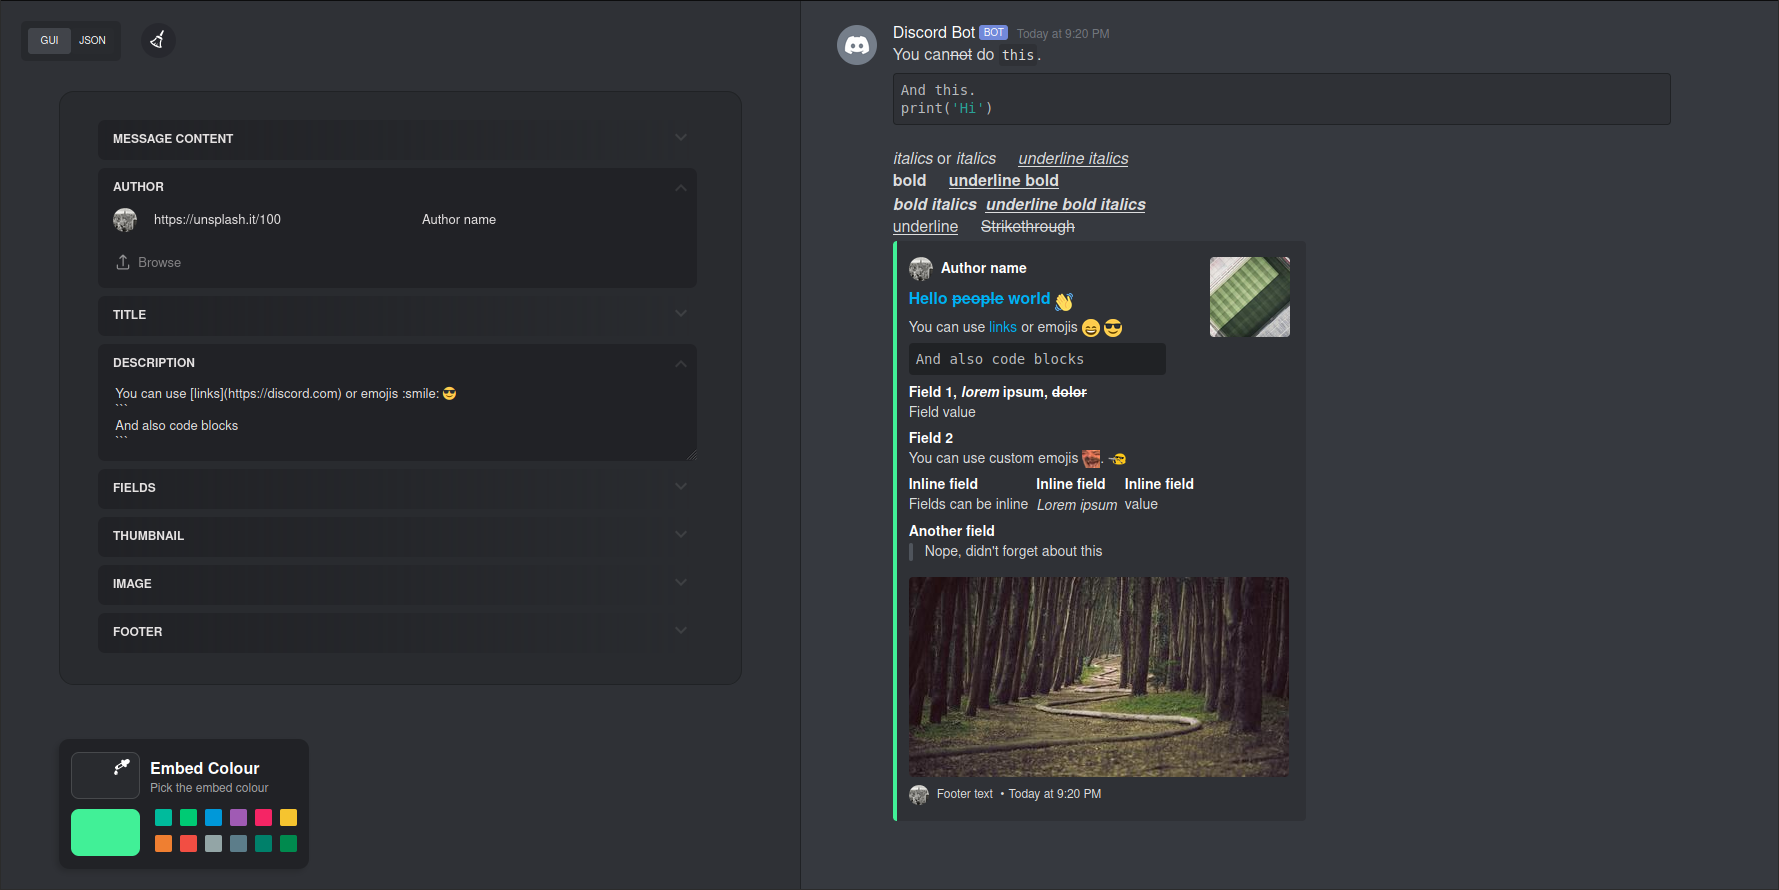 GUI JSON
MESSAGE CONTENT
AUTHOR
https://unsplash.it/100 Author name
Browse
TITLE
DESCRIPTION
You can use [links](https://discord.com) or emojis :smile: 😎
```
And also code blocks
```
FIELDS
THUMBNAIL
IMAGE
FOOTER
Embed Colour
Pick the embed colour
Discord Bot BOT Today at 9:20 PM
You cannot do this.
And this.
print('Hi')
italics or italics underline italics
bold underline bold
bold italics underline bold italics
underline Strikethrough
Author name
Hello people world 👋
You can use links or emojis 😄 😎
And also code blocks
Field 1, lorem ipsum, dolor
Field value
Field 2
You can use custom emojis .
Inline field Inline field Inline field
Fields can be inline Lorem ipsum value
Another field
Nope, didn't forget about this
Footer text • Today at 9:20 PM